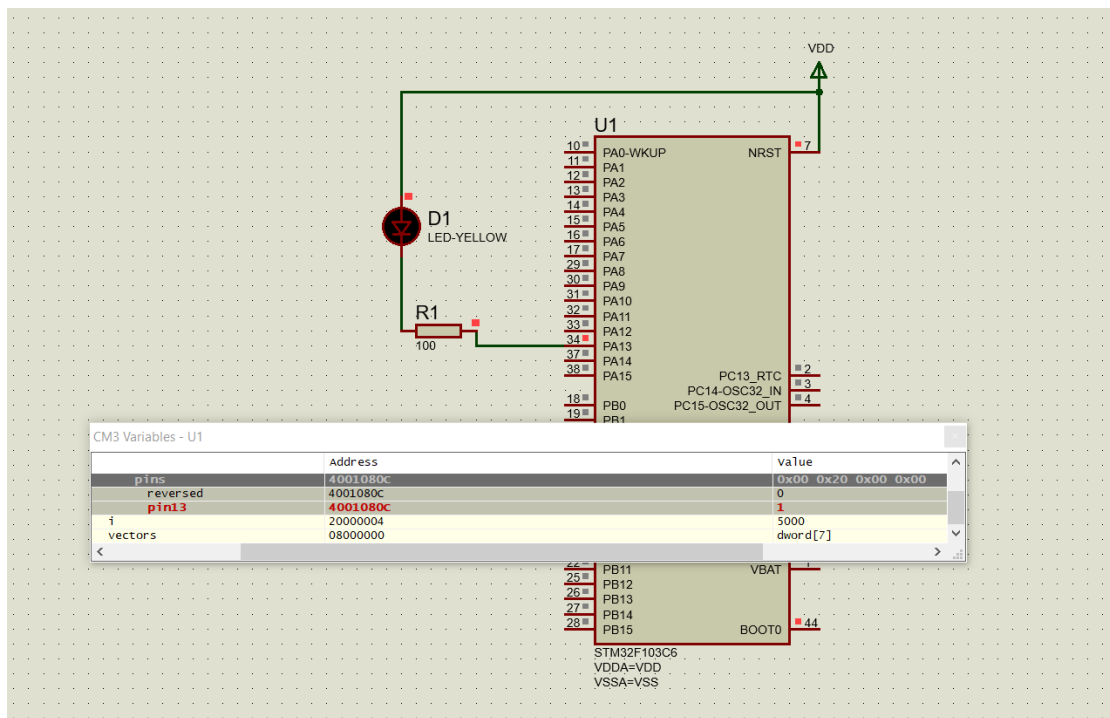 VDD
U1
10 PA0-WKUP NRST 7
11 PA1
12 PA2
13 PA3
14 PA4
15 PA5
16 PA6
17 PA7
29 PA8
30 PA9
31 PA10
32 PA11
33 PA12
34 PA13
37 PA14
38 PA15
D1
LED-YELLOW
R1
100
PC13_RTC 2
PC14-OSC32_IN 3
PC15-OSC32_OUT 4
18 PB0
19 PB1
CM3 Variables - U1
Address Value
pins 4001080C 0x00 0x20 0x00 0x00
reversed 4001080C 0
pin13 4001080C 1
i 20000004 5000
vectors 08000000 dword[7]
22 PB11 VBAT 1
25 PB12
26 PB13
27 PB14
28 PB15 BOOT0 44
STM32F103C6
VDDA=VDD
VSSA=VSS